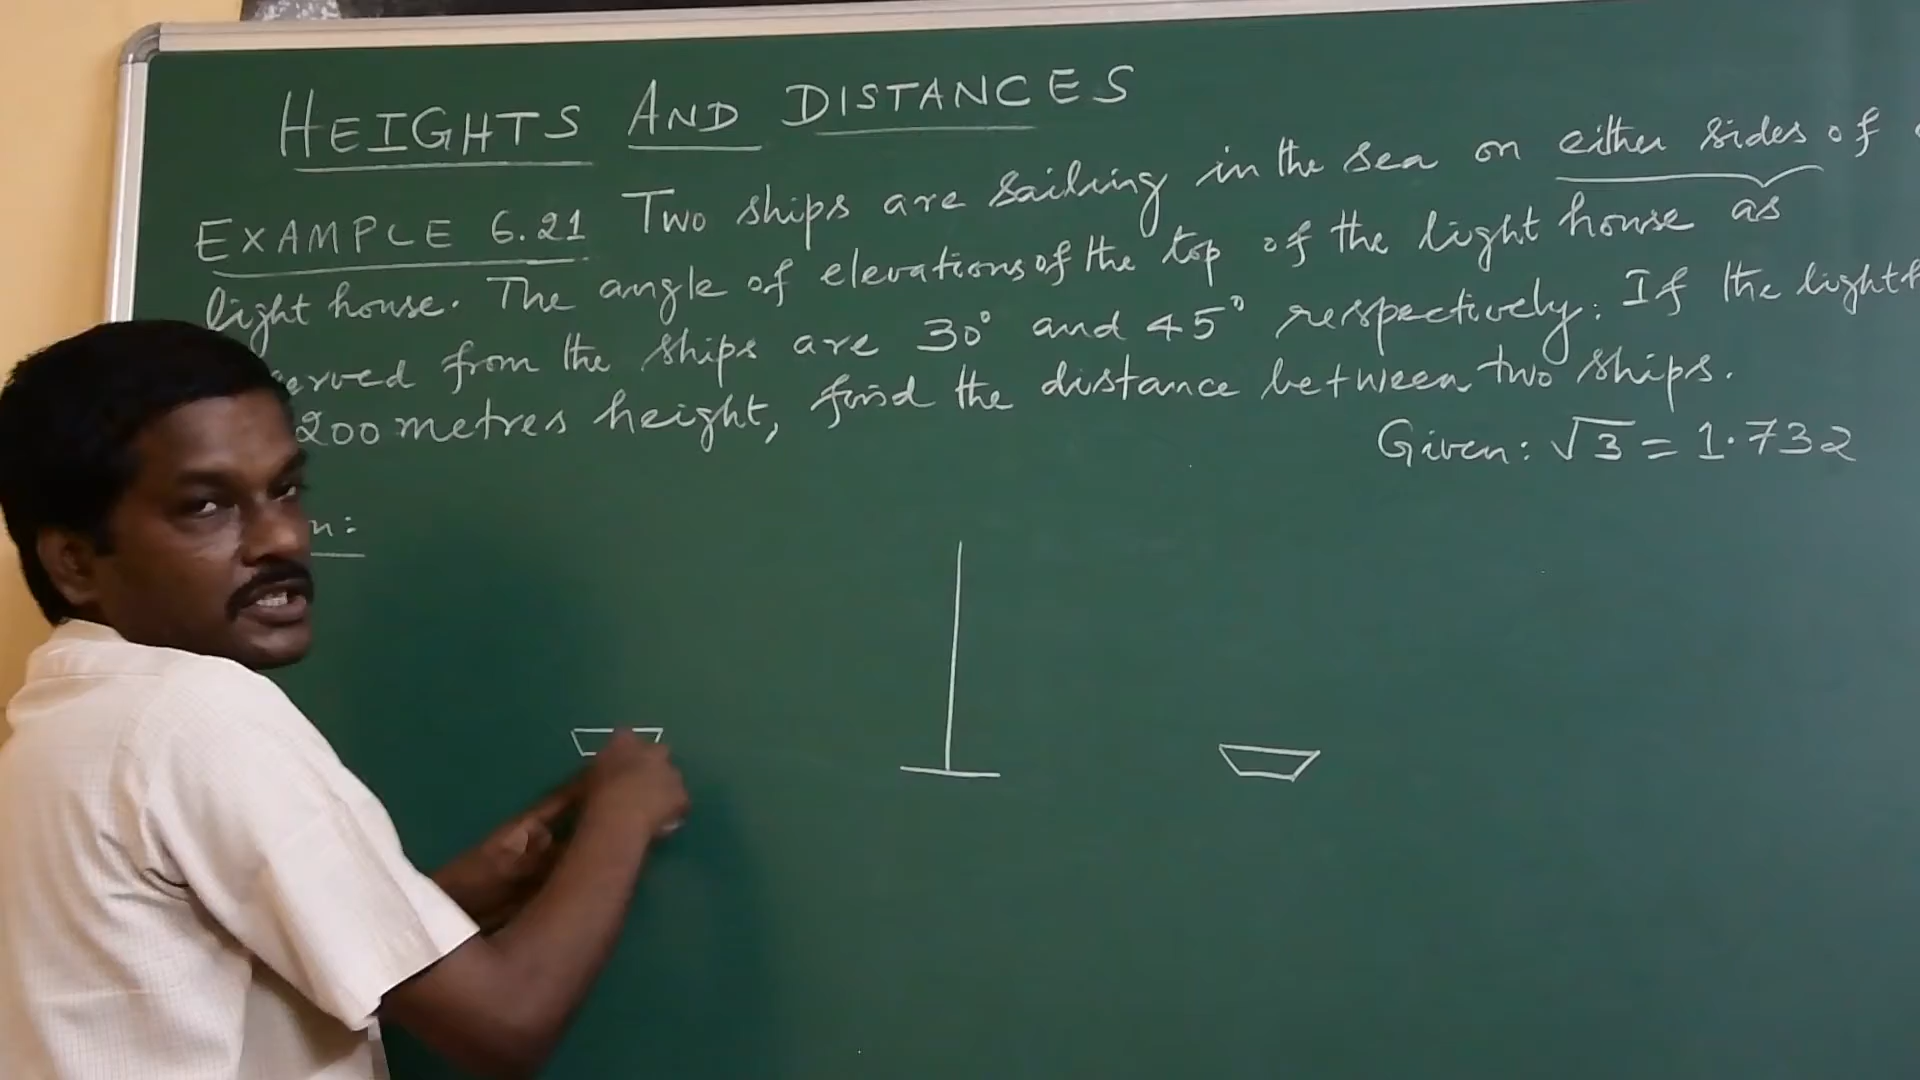 HEIGHTS AND DISTANCES
EXAMPLE 6.21 Two ships are sailing in the sea on either sides of
light house. The angle of elevations of the top of the light house as
from the ships are 30° and 45° respectively. If the
200 metres height, find the distance between two ships.
Given: √3 = 1.732